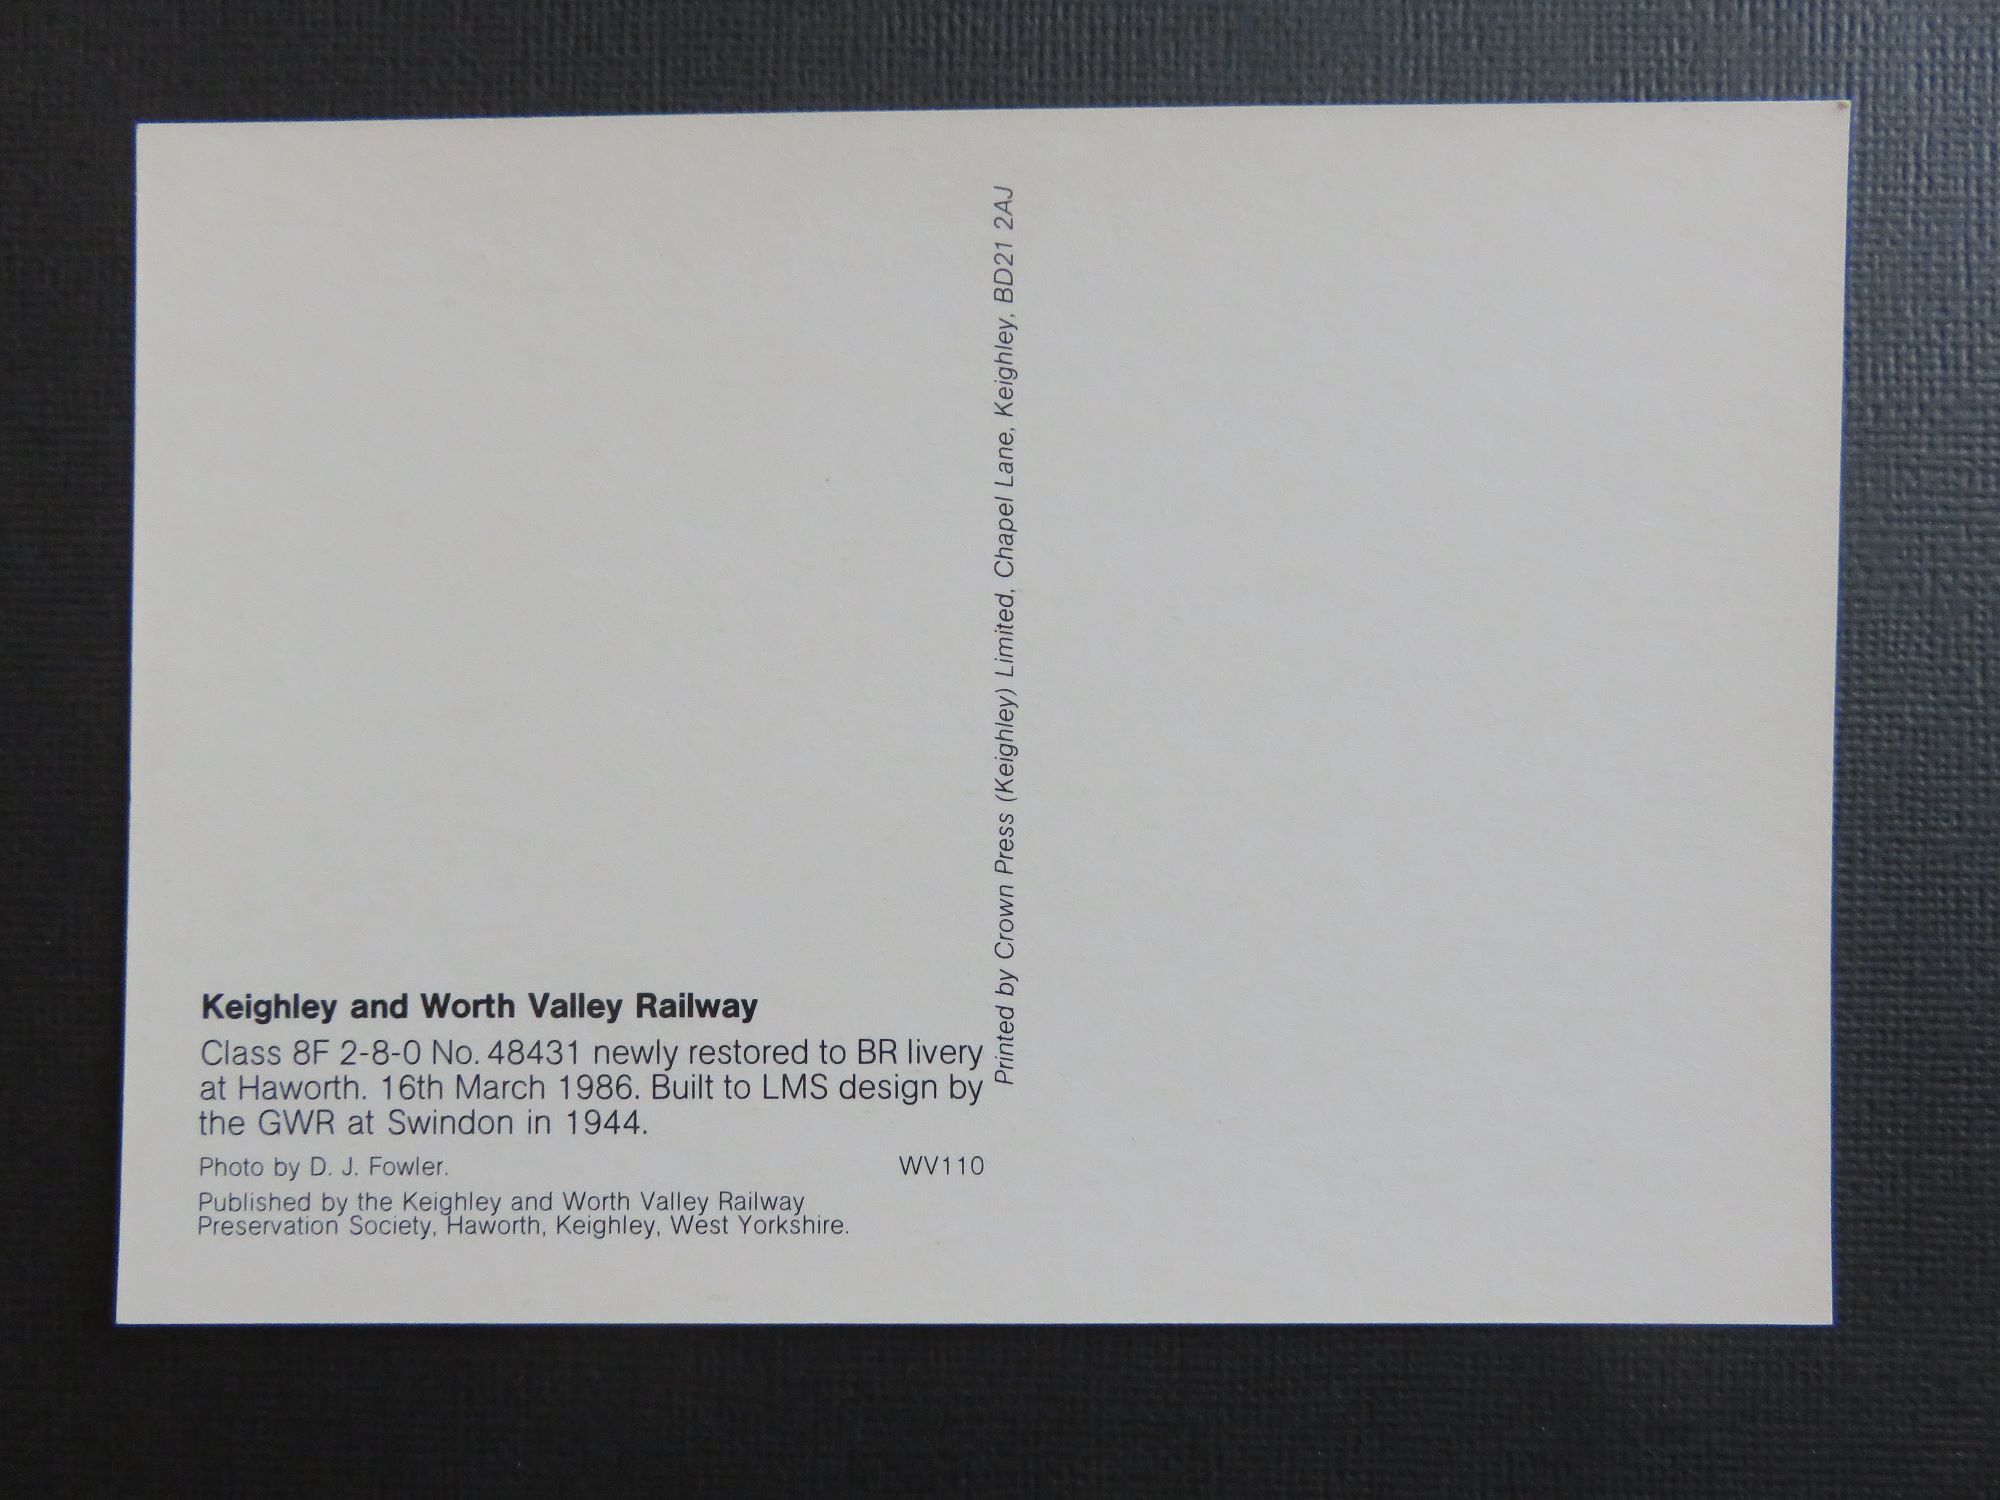 Keighley and Worth Valley Railway
Class 8F 2-8-0 No. 48431 newly restored to BR livery
at Haworth. 16th March 1986. Built to LMS design by
the GWR at Swindon in 1944.
Photo by D. J. Fowler.
WV110
Published by the Keighley and Worth Valley Railway
Preservation Society, Haworth, Keighley, West Yorkshire.
Printed by Crown Press (Keighley) Limited, Chapel Lane, Keighley, BD21 2AJ